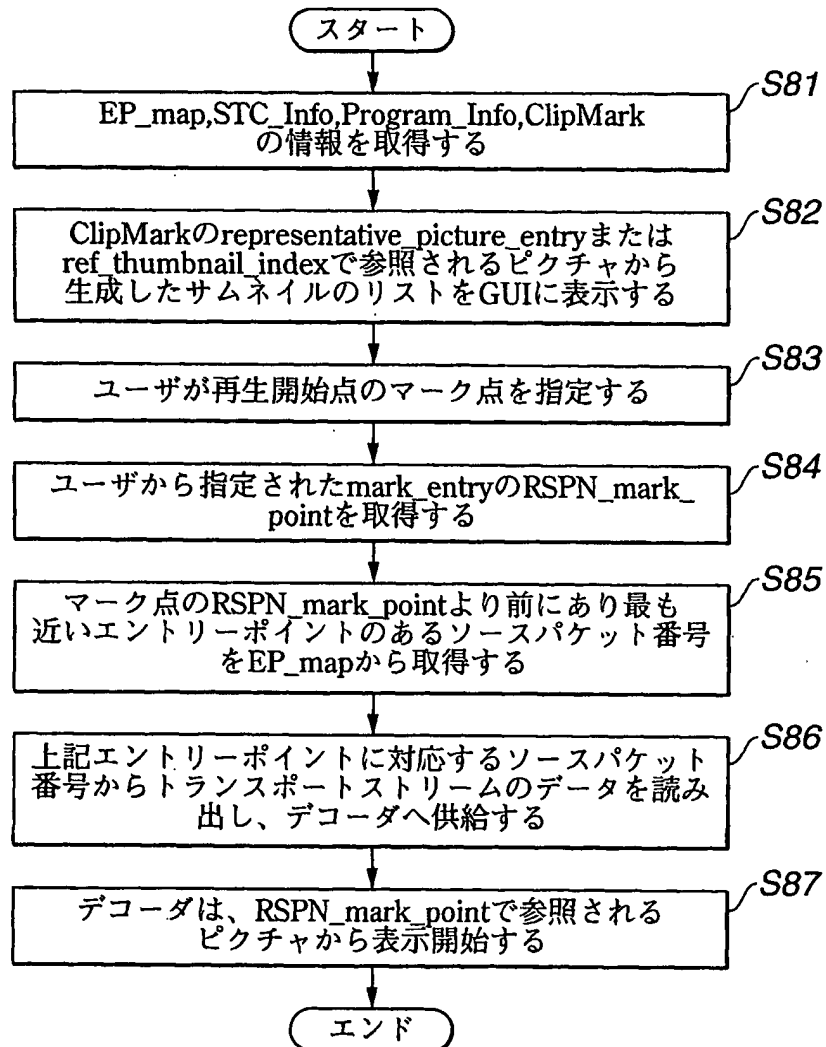 スタート
S81
EP_map,STC_Info,Program_Info,ClipMark
の情報を取得する
S82
ClipMarkのrepresentative_picture_entryまたは
ref_thumbnail_indexで参照されるピクチャから
生成したサムネイルのリストをGUIに表示する
S83
ユーザが再生開始点のマーク点を指定する
S84
ユーザから指定されたmark_entryのRSPN_mark_
pointを取得する
S85
マーク点のRSPN_mark_pointより前にあり最も
近いエントリーポイントのあるソースパケット番号
をEP_mapから取得する
S86
上記エントリーポイントに対応するソースパケット
番号からトランスポートストリームのデータを読み
出し、デコーダへ供給する
S87
デコーダは、RSPN_mark_pointで参照される
ピクチャから表示開始する
エンド